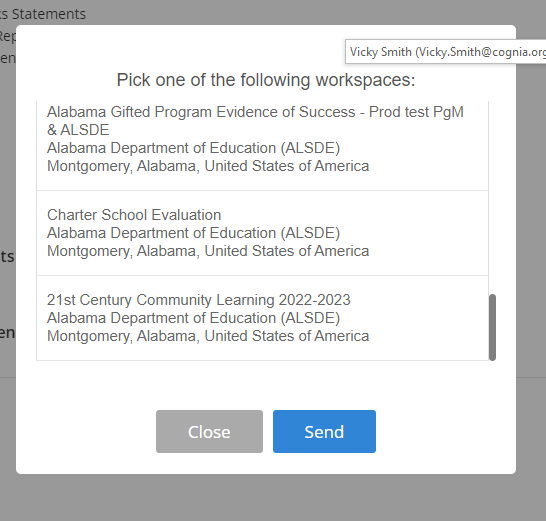 s Statements
Rep
en
Vicky Smith (Vicky.Smith@cognia.org
Pick one of the following workspaces:
Alabama Gifted Program Evidence of Success - Prod test PgM
& ALSDE
Alabama Department of Education (ALSDE)
Montgomery, Alabama, United States of America
Charter School Evaluation
Alabama Department of Education (ALSDE)
Montgomery, Alabama, United States of America
ts
21st Century Community Learning 2022-2023
Alabama Department of Education (ALSDE)
en
Montgomery, Alabama, United States of America
Close
Send